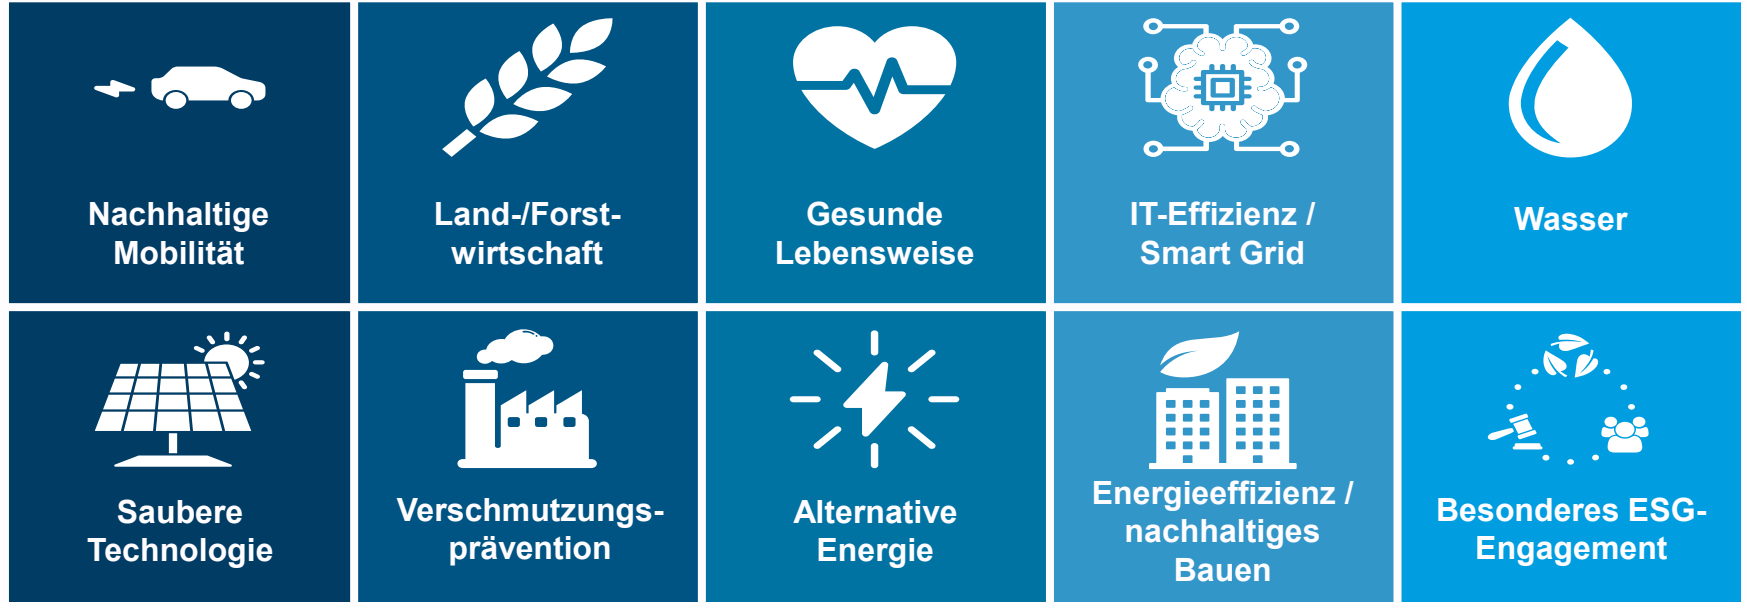 Nachhaltige
Mobilität
Land-/Forst-
wirtschaft
Gesunde
Lebensweise
IT-Effizienz /
Smart Grid
Wasser
Saubere
Technologie
Verschmutzungs-
prävention
Alternative
Energie
Energieeffizienz /
nachhaltiges
Bauen
Besonderes ESG-
Engagement